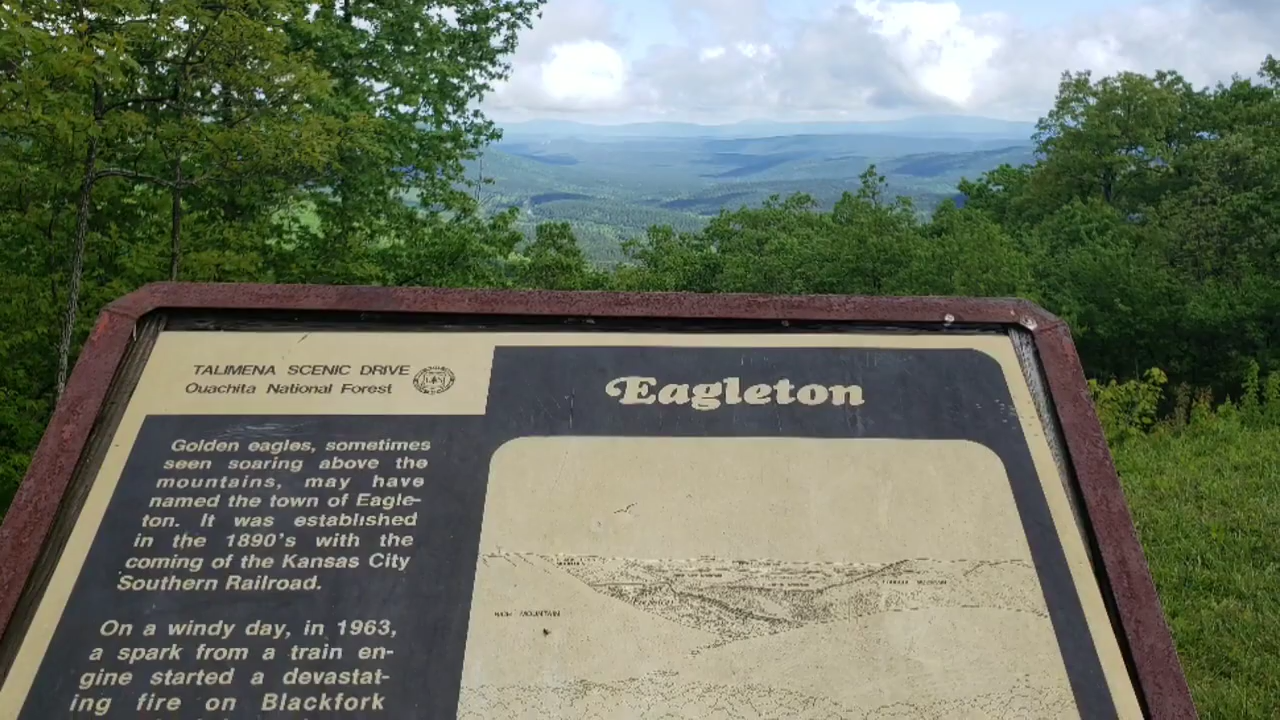 TALIMENA SCENIC DRIVE
Ouachita National Forest
Eagleton
Golden eagles, sometimes
seen soaring above the
mountains, may have
named the town of Eagle-
ton. It was established
in the 1890's with the
coming of the Kansas City
Southern Railroad.
On a windy day, in 1963,
a spark from a train en-
gine started a devastat-
ing fire on Blackfork
MOUNTAIN